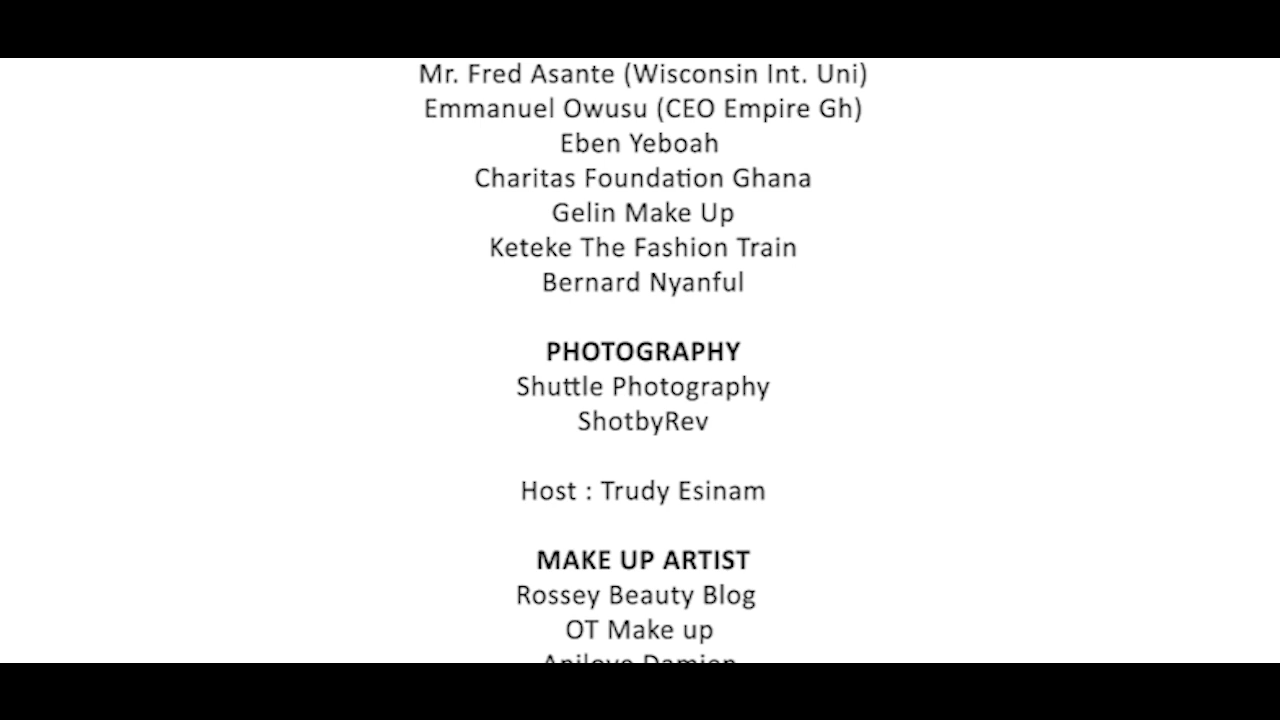 Mr. Fred Asante (Wisconsin Int. Uni)
Emmanuel Owusu (CEO Empire Gh)
Eben Yeboah
Charitas Foundation Ghana
Gelin Make Up
Keteke The Fashion Train
Bernard Nyanful
PHOTOGRAPHY
Shuttle Photography
ShotbyRev
Host : Trudy Esinam
MAKE UP ARTIST
Rossey Beauty Blog
OT Make up